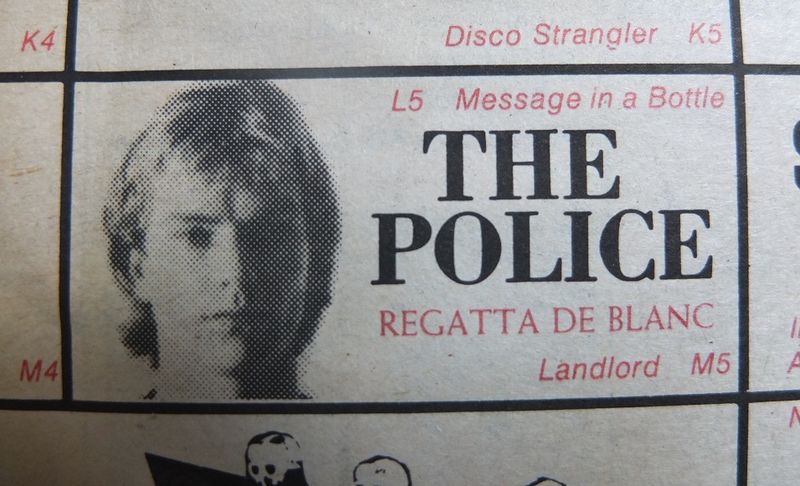 K4
Disco Strangler K5
L5 Message in a Bottle
THE
POLICE
REGATTA DE BLANC
M4
Landlord M5